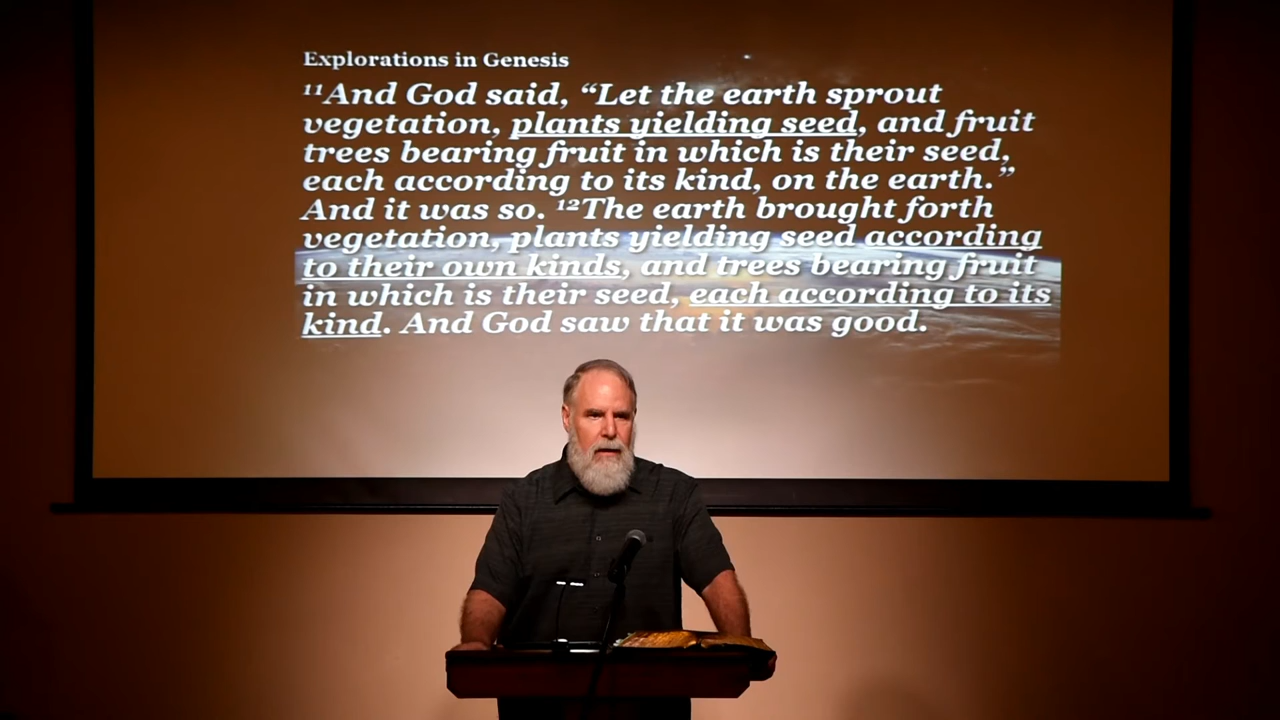 Explorations in Genesis
¹¹And God said, “Let the earth sprout
vegetation, plants yielding seed, and fruit
trees bearing fruit in which is their seed,
each according to its kind, on the earth.”
And it was so. ¹²The earth brought forth
vegetation, plants yielding seed according
to their own kinds, and trees bearing fruit
in which is their seed, each according to its
kind. And God saw that it was good.